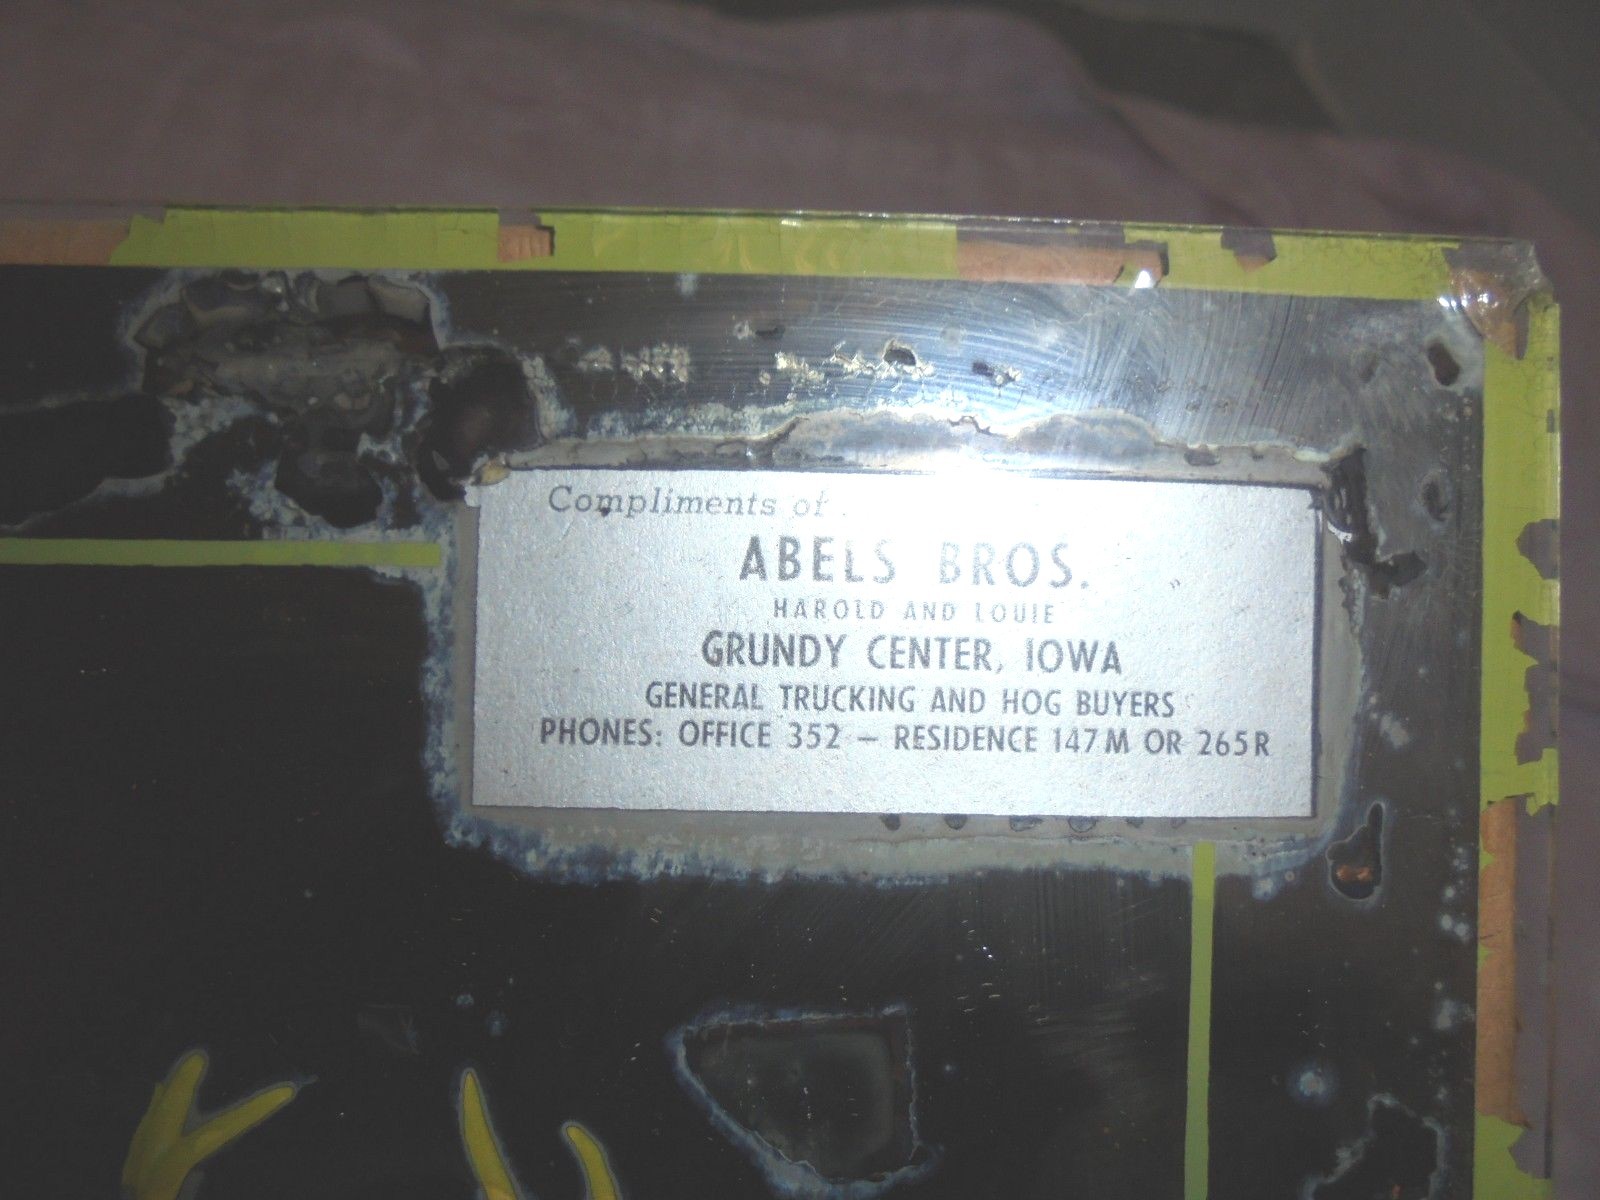 Compliments of
ABELS BROS.
HAROLD AND LOUIE
GRUNDY CENTER, IOWA
GENERAL TRUCKING AND HOG BUYERS
PHONES: OFFICE 352 – RESIDENCE 147M OR 265R